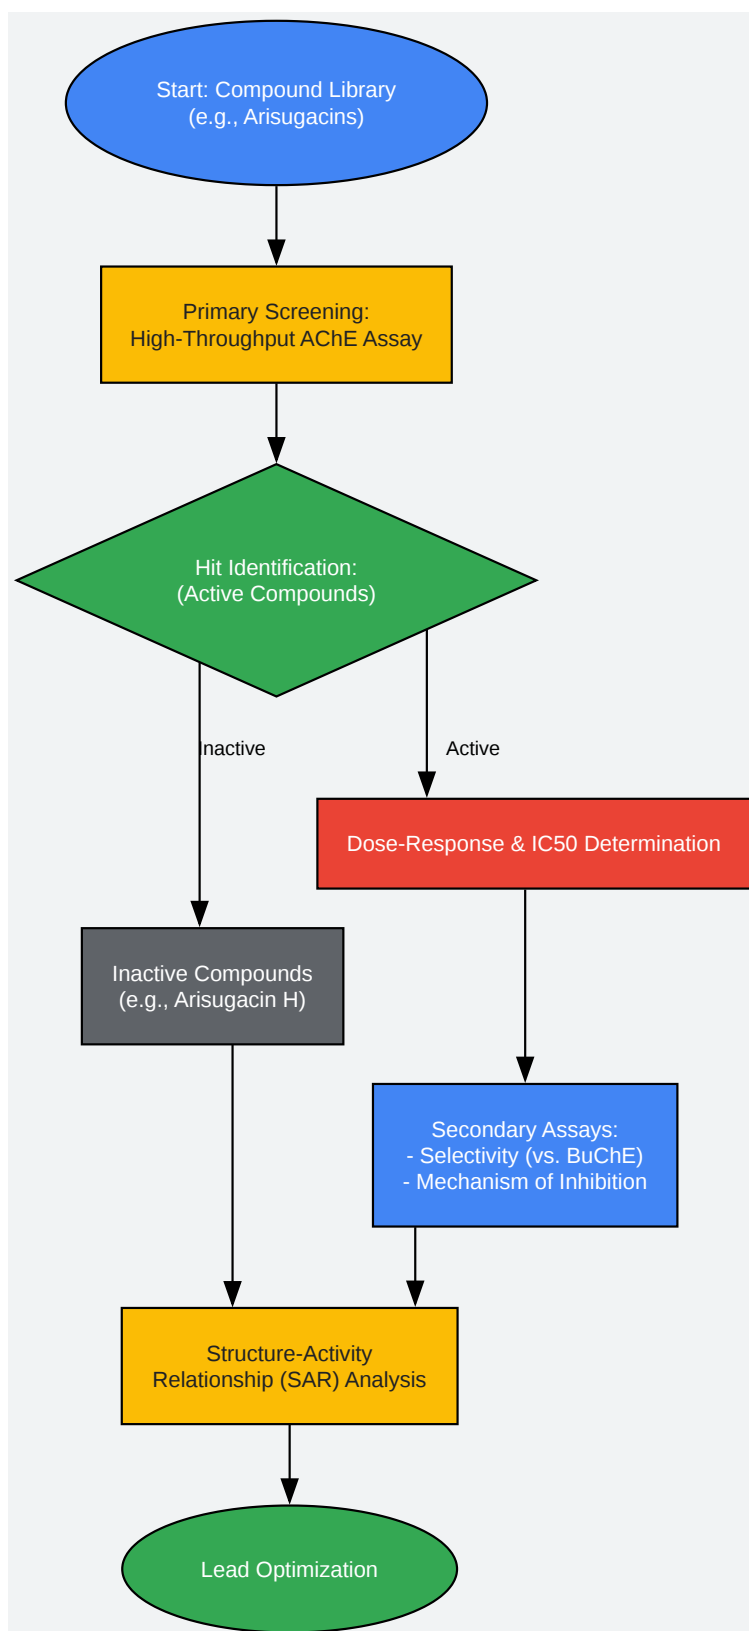 Start: Compound Library
(e.g., Arisugacins)
Primary Screening:
High-Throughput AChE Assay
Hit Identification:
(Active Compounds)
Inactive
Active
Dose-Response & IC50 Determination
Inactive Compounds
(e.g., Arisugacin H)
Secondary Assays:
- Selectivity (vs. BuChE)
- Mechanism of Inhibition
Structure-Activity
Relationship (SAR) Analysis
Lead Optimization